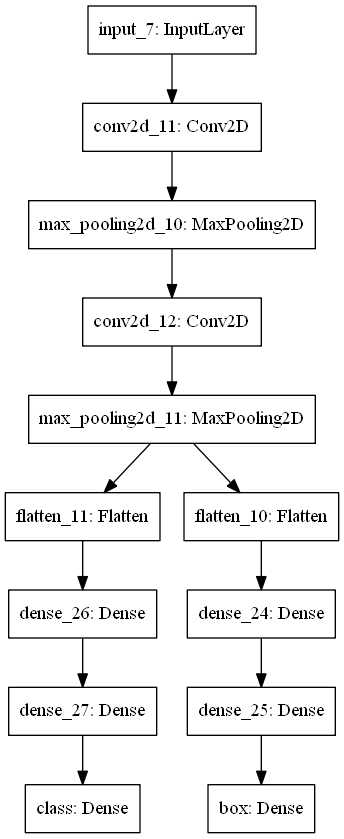 input_7: InputLayer
conv2d_11: Conv2D
max_pooling2d_10: MaxPooling2D
conv2d_12: Conv2D
max_pooling2d_11: MaxPooling2D
flatten_11: Flatten
flatten_10: Flatten
dense_26: Dense
dense_24: Dense
dense_27: Dense
dense_25: Dense
class: Dense
box: Dense